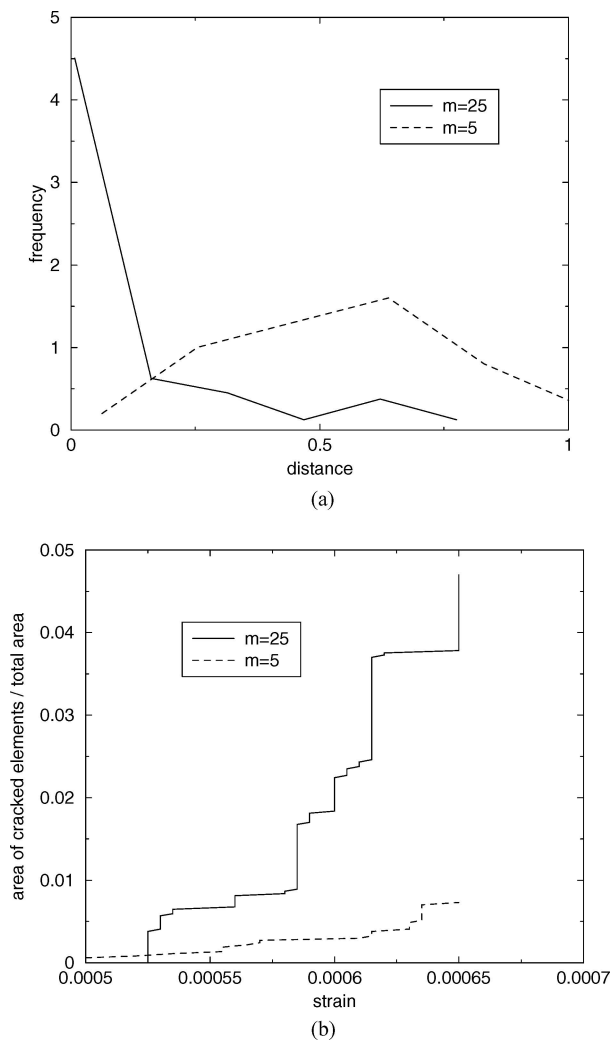 5
4
3
2
1
0
frequency
m=25
m=5
0
0.5
1
distance
(a)
0.05
0.04
0.03
0.02
0.01
0
area of cracked elements / total area
m=25
m=5
0.0005
0.00055
0.0006
0.00065
0.0007
strain
(b)